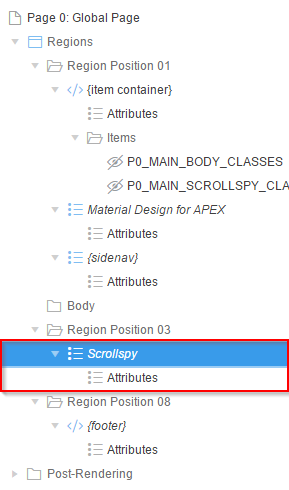 Page 0: Global Page
Regions
Region Position 01
{item container}
Attributes
Items
P0_MAIN_BODY_CLASSES
P0_MAIN_SCROLLSPY_CLA
Material Design for APEX
Attributes
{sidenav}
Attributes
Body
Region Position 03
Scrollspy
Attributes
Region Position 08
{footer}
Attributes
Post-Rendering